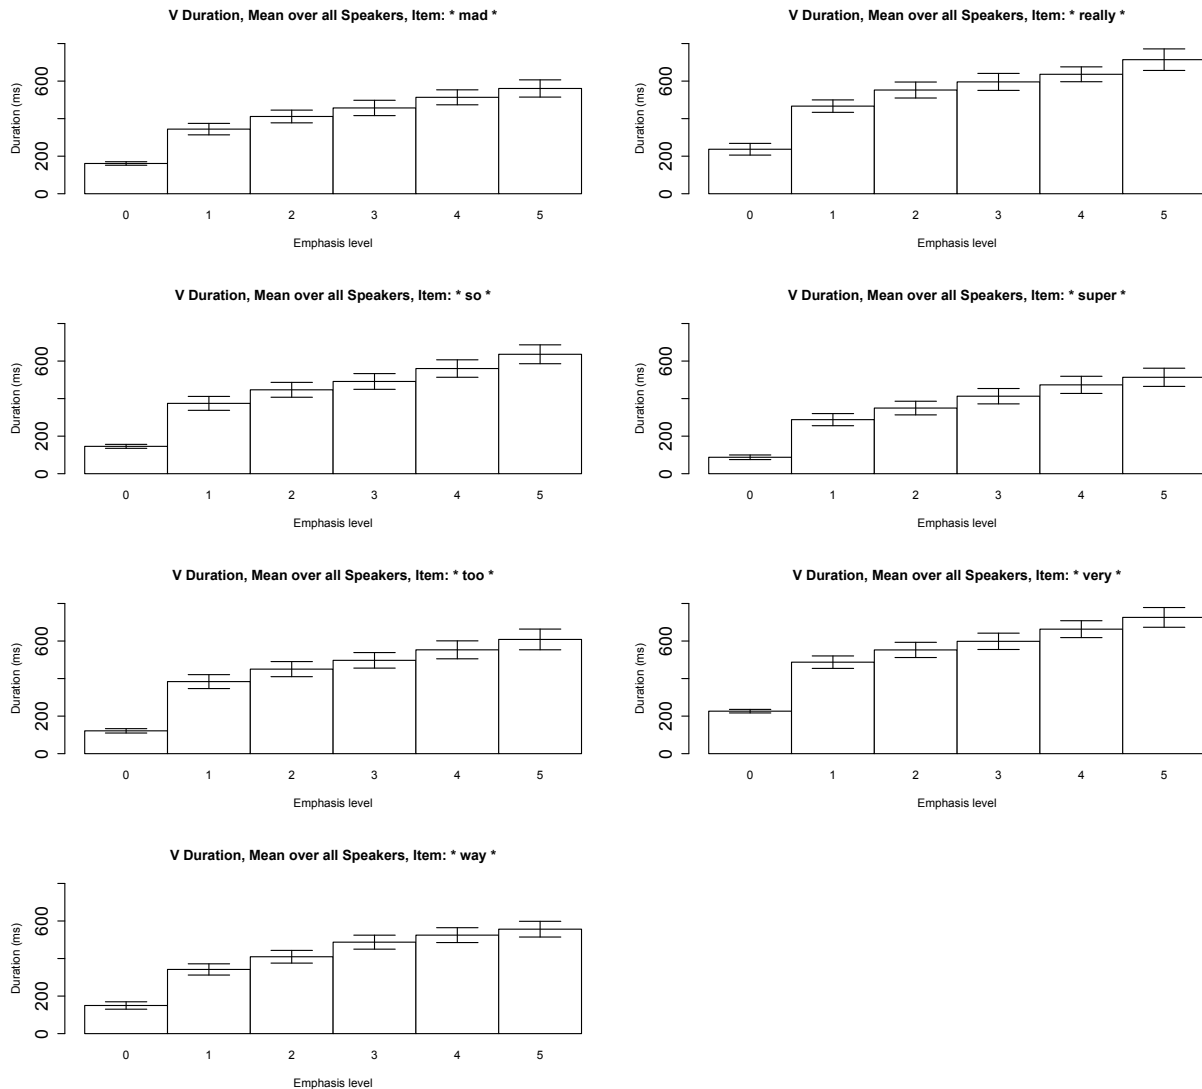 V Duration, Mean over all Speakers, Item: * mad *
Duration (ms)
0 200 600
0 1 2 3 4 5
Emphasis level
V Duration, Mean over all Speakers, Item: * really *
Duration (ms)
0 200 600
0 1 2 3 4 5
Emphasis level
V Duration, Mean over all Speakers, Item: * so *
Duration (ms)
0 200 600
0 1 2 3 4 5
Emphasis level
V Duration, Mean over all Speakers, Item: * super *
Duration (ms)
0 200 600
0 1 2 3 4 5
Emphasis level
V Duration, Mean over all Speakers, Item: * too *
Duration (ms)
0 200 600
0 1 2 3 4 5
Emphasis level
V Duration, Mean over all Speakers, Item: * very *
Duration (ms)
0 200 600
0 1 2 3 4 5
Emphasis level
V Duration, Mean over all Speakers, Item: * way *
Duration (ms)
0 200 600
0 1 2 3 4 5
Emphasis level